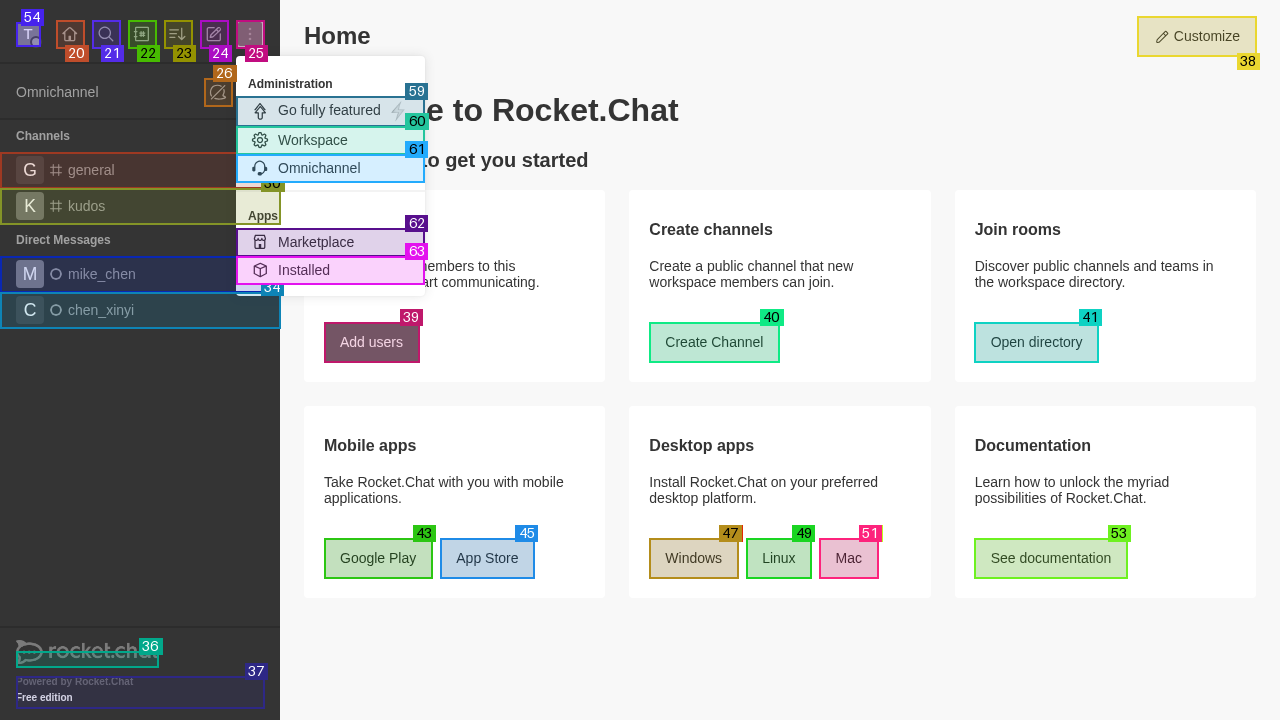 54
T
20
21
22
23
24
25
Home
Customize
38
Omnichannel
26
Administration
59
Go fully featured
60
Workspace
61
Omnichannel
e to Rocket.Chat
to get you started
Channels
G
general
30
K
kudos
Apps
62
Marketplace
63
Installed
34
Direct Messages
M
mike_chen
C
chen_xinyi
embers to this
art communicating.
39
Add users
Create channels
Create a public channel that new
workspace members can join.
40
Create Channel
Join rooms
Discover public channels and teams in
the workspace directory.
41
Open directory
Mobile apps
Take Rocket.Chat with you with mobile
applications.
43
Google Play
45
App Store
Desktop apps
Install Rocket.Chat on your preferred
desktop platform.
47
Windows
49
Linux
51
Mac
Documentation
Learn how to unlock the myriad
possibilities of Rocket.Chat.
53
See documentation
rocket.chat
36
37
Powered by Rocket.Chat
Free edition